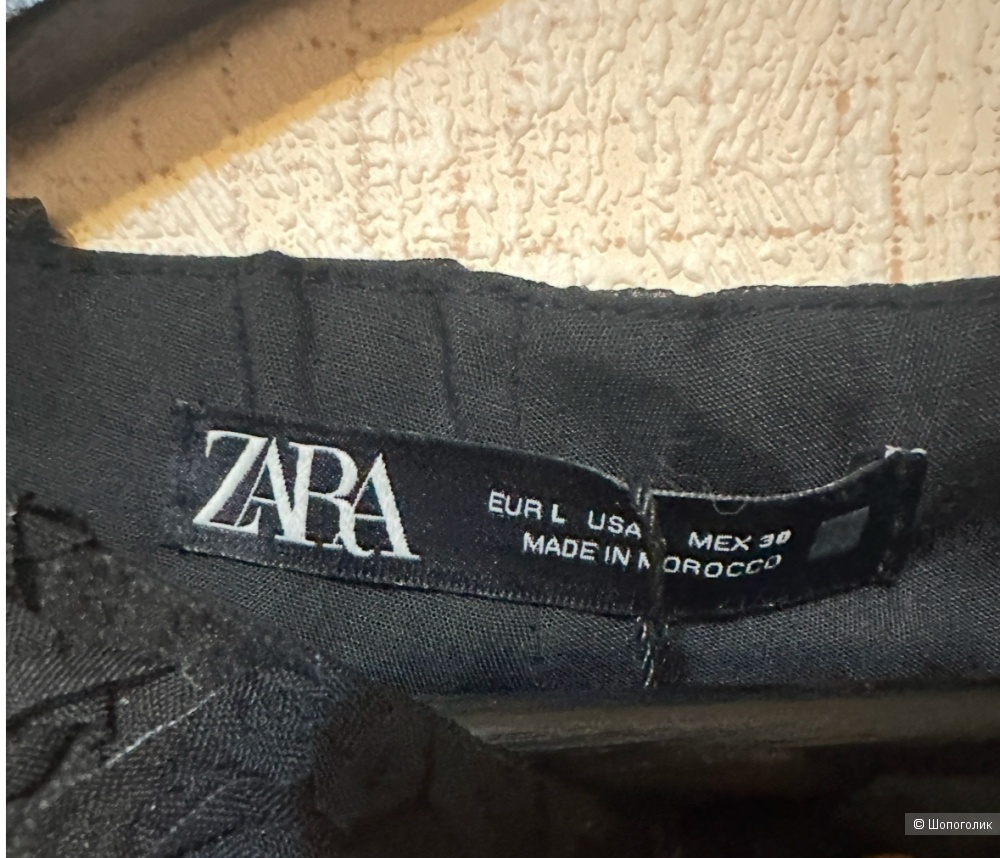 ZARA
EUR L USA MEX 30
MADE IN MOROCCO
© Шопоголик